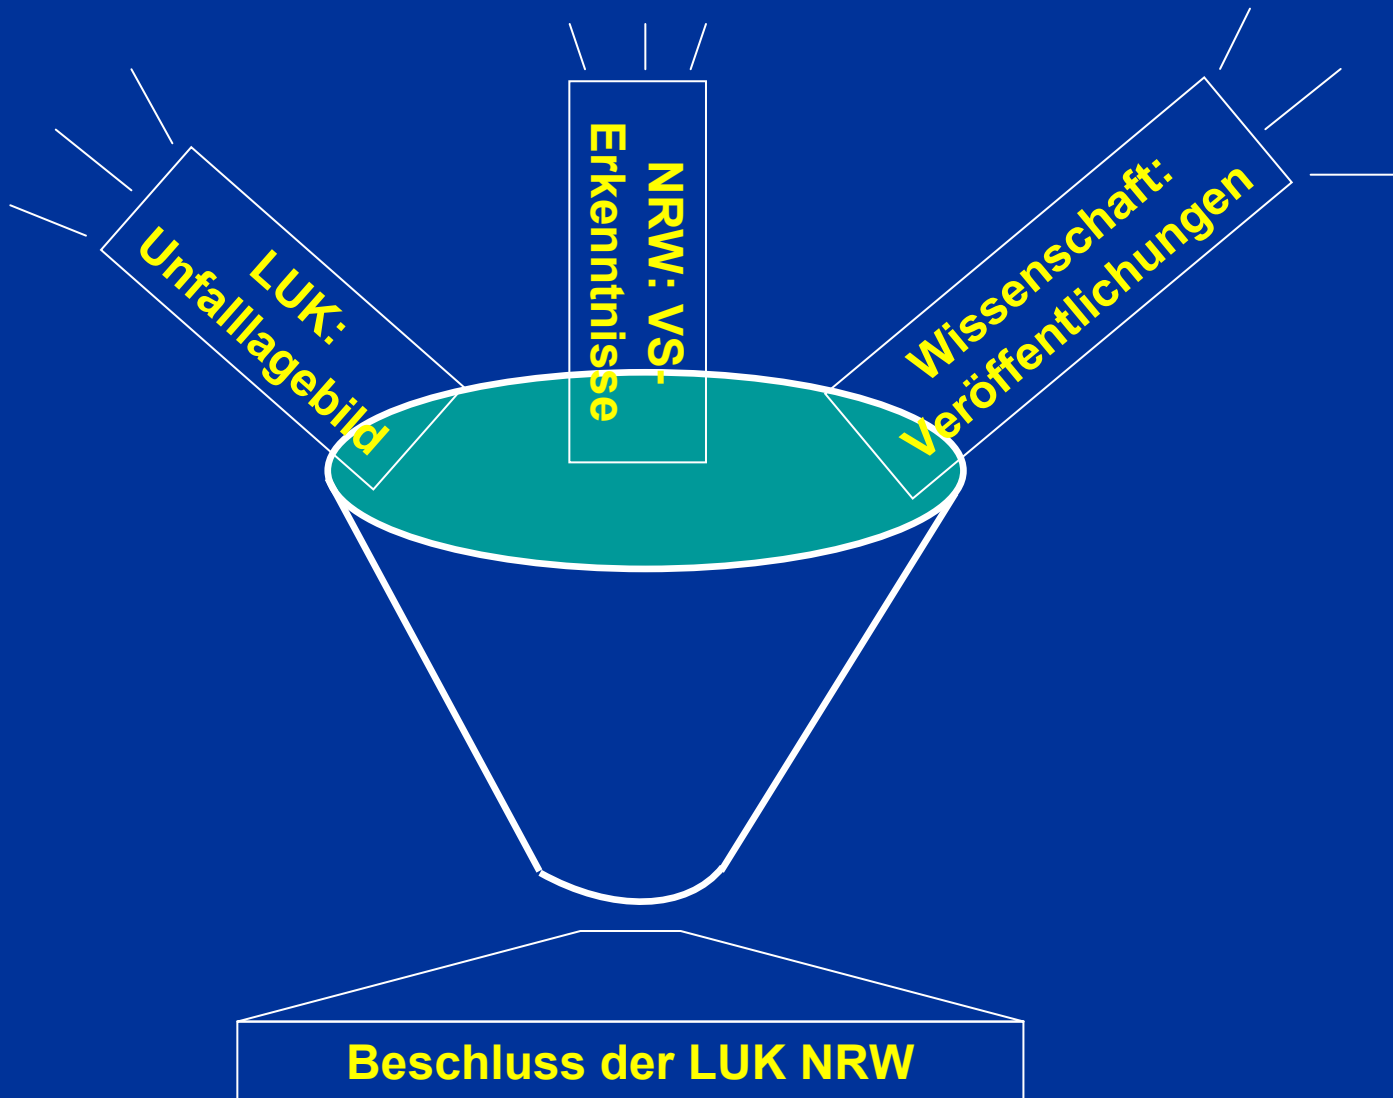 LUK:
Unfalllagebild
NRW: VS-
Erkenntnisse
Wissenschaft:
Veröffentlichungen
Beschluss der LUK NRW